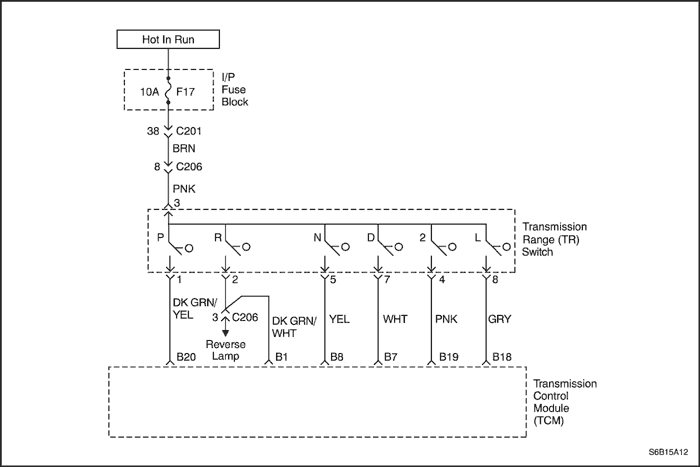 Hot In Run
I/P
Fuse
Block
10A F17
38 C201
BRN
8 C206
PNK
3
Transmission
Range (TR)
Switch
P R N D 2 L
1 2 5 7 4 8
DK GRN/
YEL
3 C206
Reverse
Lamp
DK GRN/
WHT
YEL WHT PNK GRY
B20 B1 B8 B7 B19 B18
Transmission
Control
Module
(TCM)
S6B15A12